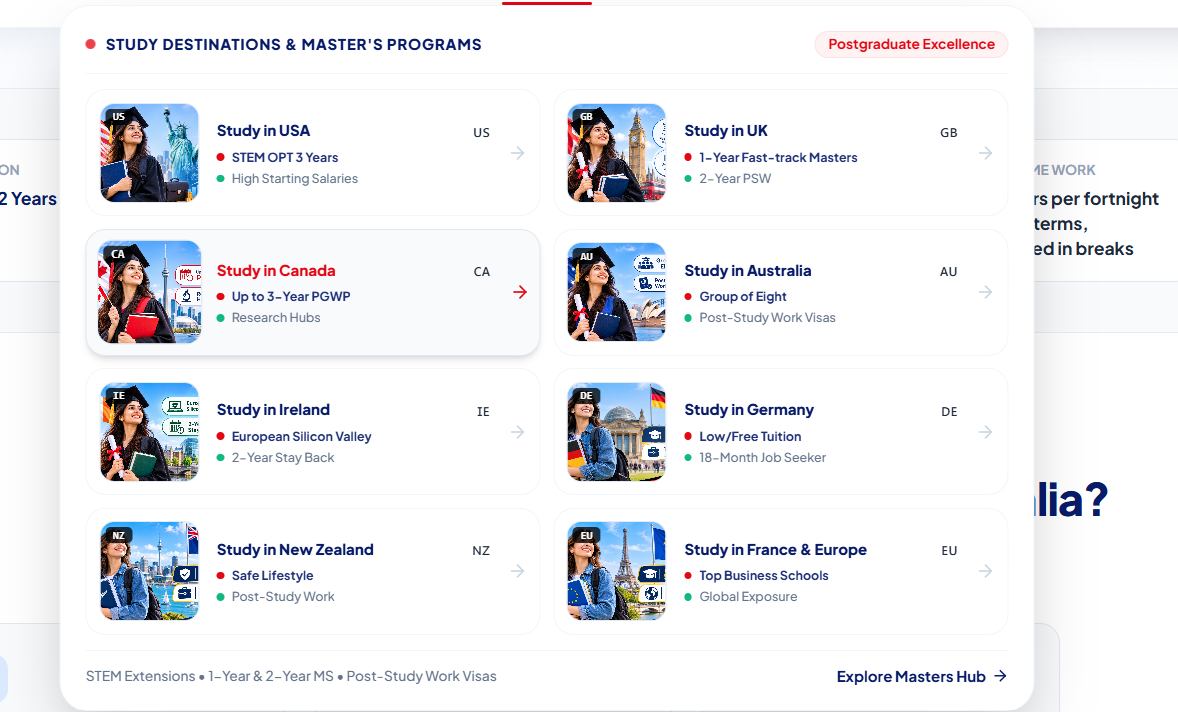 STUDY DESTINATIONS & MASTER'S PROGRAMS
Postgraduate Excellence
US
Study in USA
US
STEM OPT 3 Years
High Starting Salaries
GB
Study in UK
GB
1-Year Fast-track Masters
2-Year PSW
ON
2 Years
ME WORK
rs per fortnight
terms,
ed in breaks
CA
Study in Canada
CA
Up to 3-Year PGWP
Research Hubs
AU
Study in Australia
AU
Group of Eight
Post-Study Work Visas
IE
Study in Ireland
IE
European Silicon Valley
2-Year Stay Back
DE
Study in Germany
DE
Low/Free Tuition
18-Month Job Seeker
lia?
NZ
Study in New Zealand
NZ
Safe Lifestyle
Post-Study Work
EU
Study in France & Europe
EU
Top Business Schools
Global Exposure
STEM Extensions • 1-Year & 2-Year MS • Post-Study Work Visas
Explore Masters Hub